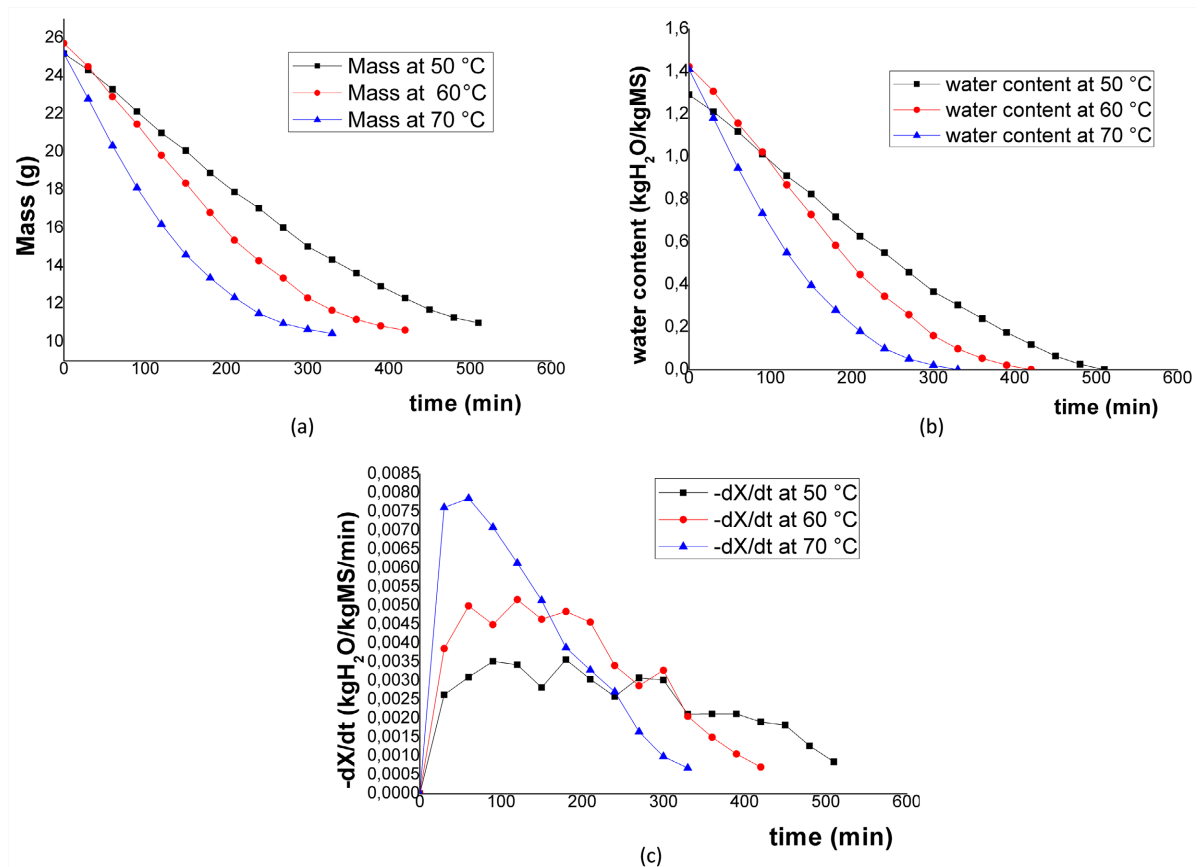 26
24
22
20
18
16
14
12
10
Mass (g)
Mass at 50 °C
Mass at 60°C
Mass at 70 °C
0 100 200 300 400 500 600
time (min)
(a)
1,6
1,4
1,2
1,0
0,8
0,6
0,4
0,2
0,0
water content (kgH₂O/kgMS)
water content at 50 °C
water content at 60 °C
water content at 70 °C
0 100 200 300 400 500 600
time (min)
(b)
0,0085
0,0080
0,0075
0,0070
0,0065
0,0060
0,0055
0,0050
0,0045
0,0040
0,0035
0,0030
0,0025
0,0020
0,0015
0,0010
0,0005
0,0000
-dX/dt (kgH₂O/kgMS/min)
-dX/dt at 50 °C
-dX/dt at 60 °C
-dX/dt at 70 °C
0 100 200 300 400 500 600
time (min)
(c)